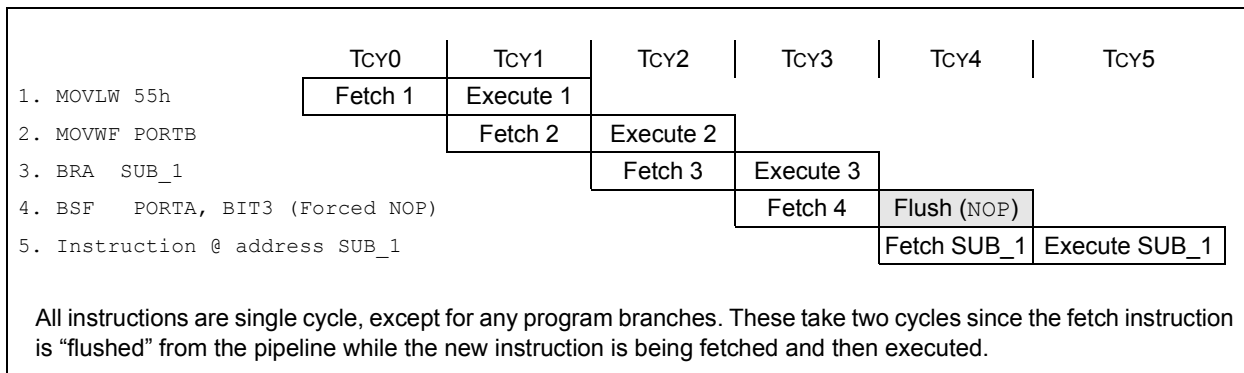 TCY0 TCY1 TCY2 TCY3 TCY4 TCY5
1. MOVLW 55h Fetch 1 Execute 1
2. MOVWF PORTB Fetch 2 Execute 2
3. BRA SUB_1 Fetch 3 Execute 3
4. BSF PORTA, BIT3 (Forced NOP) Fetch 4 Flush (NOP)
5. Instruction @ address SUB_1 Fetch SUB_1 Execute SUB_1
All instructions are single cycle, except for any program branches. These take two cycles since the fetch instruction
is “flushed” from the pipeline while the new instruction is being fetched and then executed.